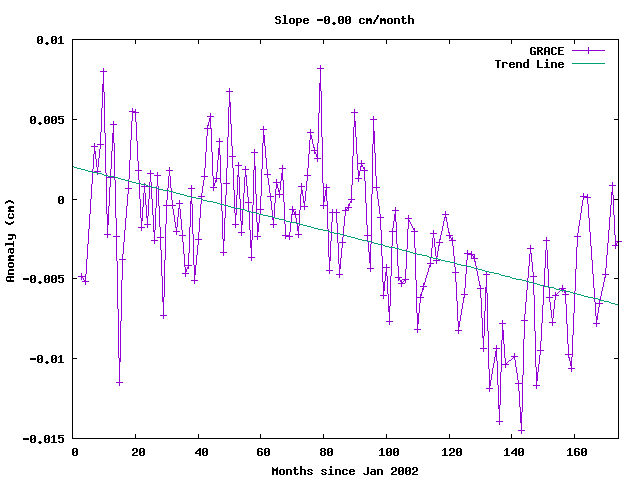 Slope -0.00 cm/month
0.01
GRACE
Trend Line
0.005
0
-0.005
-0.01
-0.015
Anomaly (cm)
0 20 40 60 80 100 120 140 160
Months since Jan 2002